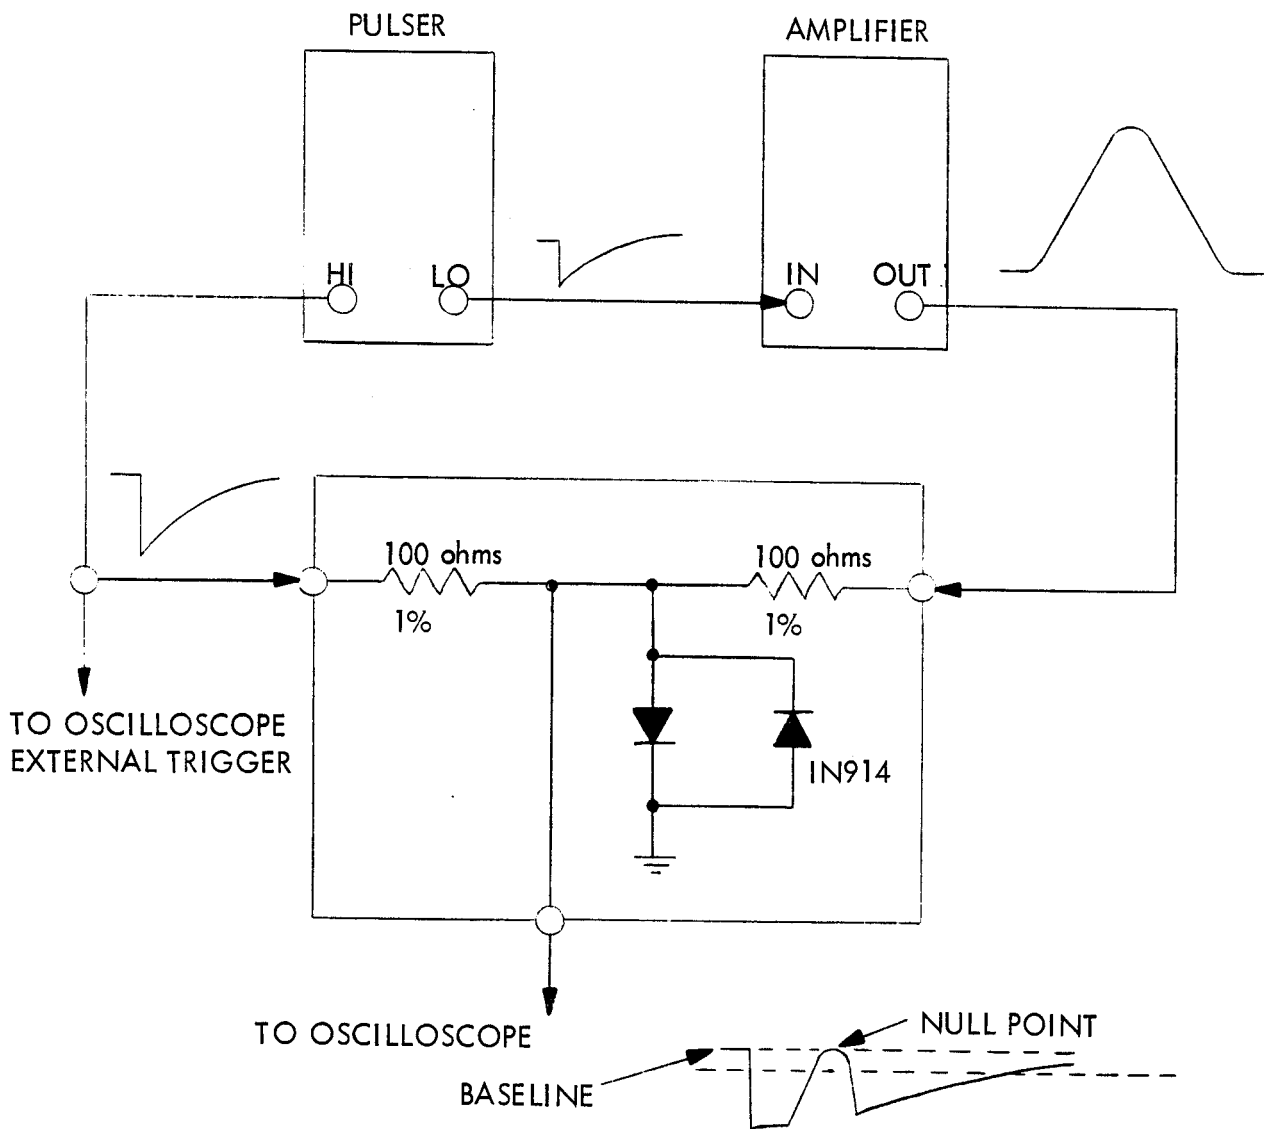 PULSER
AMPLIFIER
HI
LO
IN
OUT
100 ohms
1%
100 ohms
1%
TO OSCILLOSCOPE
EXTERNAL TRIGGER
IN914
TO OSCILLOSCOPE
NULL POINT
BASELINE